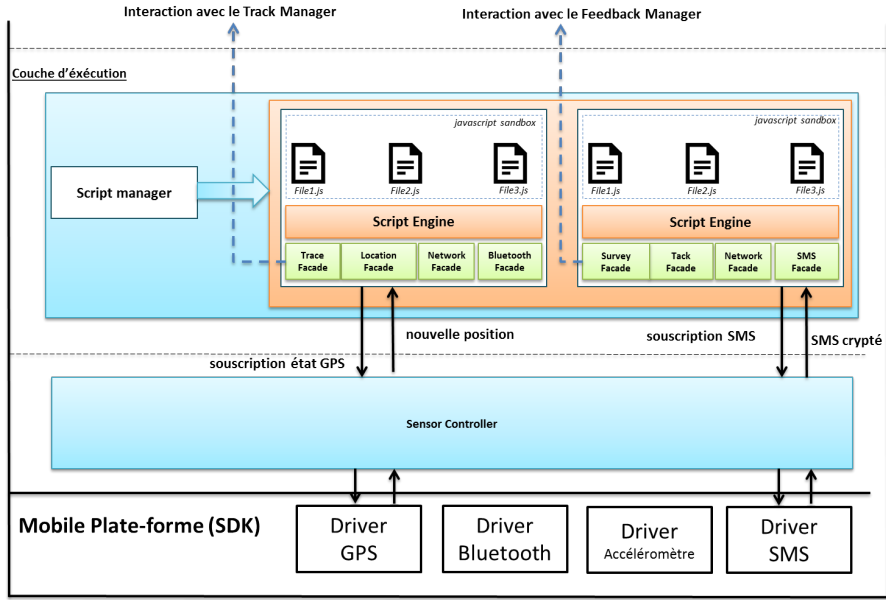 Interaction avec le Track Manager
Interaction avec le Feedback Manager
Couche d'éxécution
javascript sandbox
javascript sandbox
File1.js
File2.js
File3.js
File1.js
File2.js
File3.js
Script manager
Script Engine
Script Engine
Trace
Facade
Location
Facade
Network
Facade
Bluetooth
Facade
Survey
Facade
Tack
Facade
Network
Facade
SMS
Facade
nouvelle position
souscription SMS
SMS crypté
souscription état GPS
Sensor Controller
Mobile Plate-forme (SDK)
Driver
GPS
Driver
Bluetooth
Driver
Accéléromètre
Driver
SMS